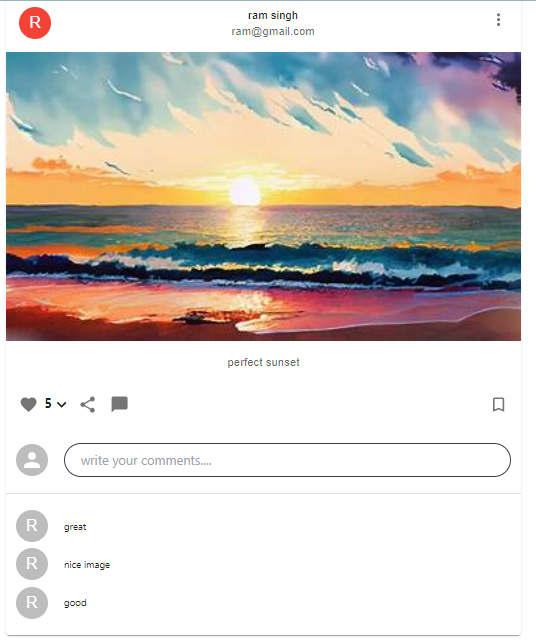 R
ram singh
ram@gmail.com
perfect sunset
5
write your comments....
R
great
R
nice image
R
good